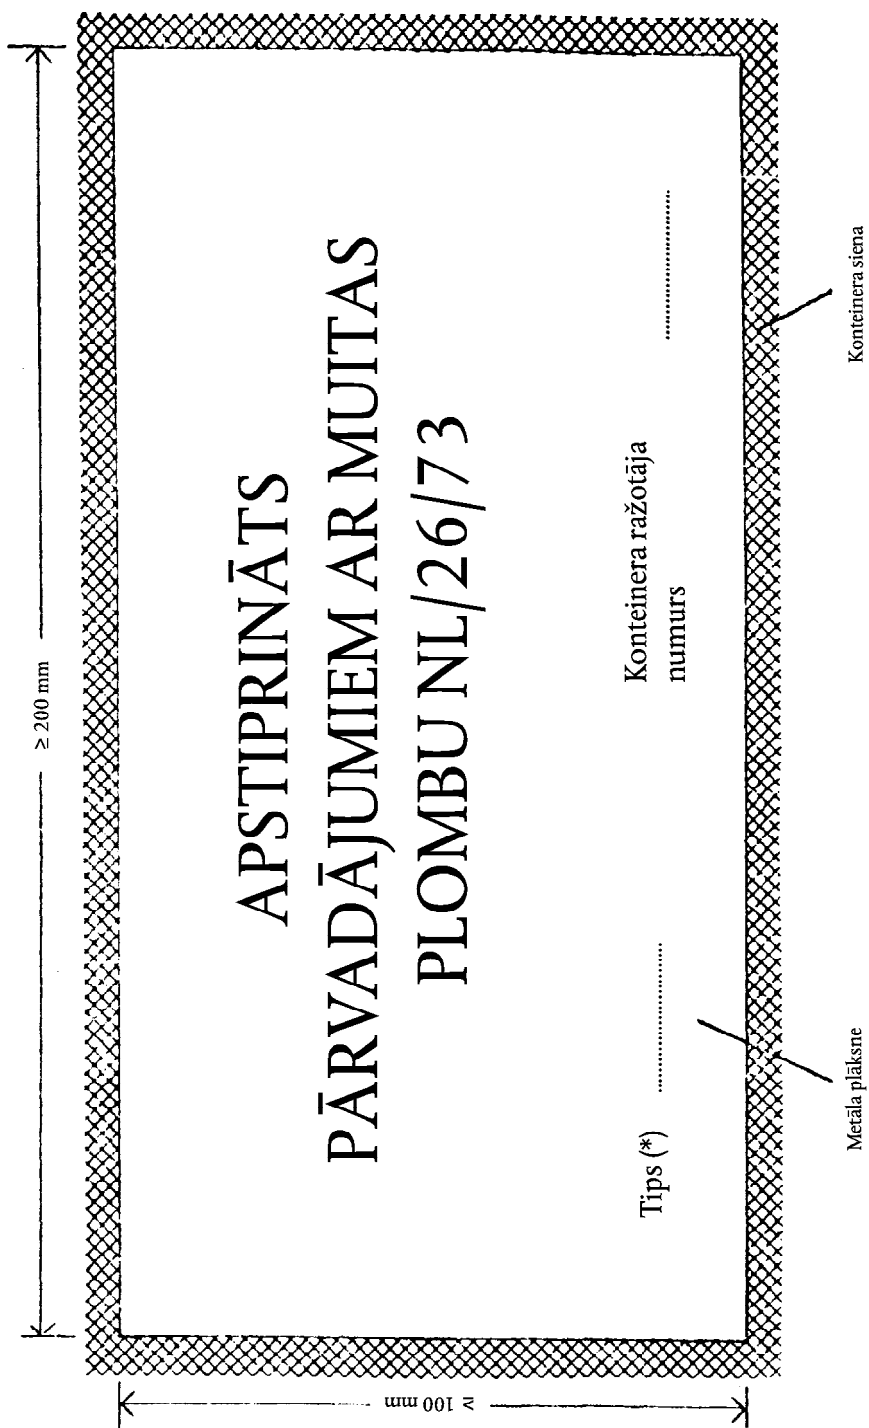 ≥ 200 mm
≥ 100 mm
APSTIPRINĀTS
PĀRVADĀJUMIEM AR MUITAS
PLOMBU NL/26/73
Tips (*) ....................
Konteinera ražotāja
numurs ....................
Metāla plāksne
Konteinera siena